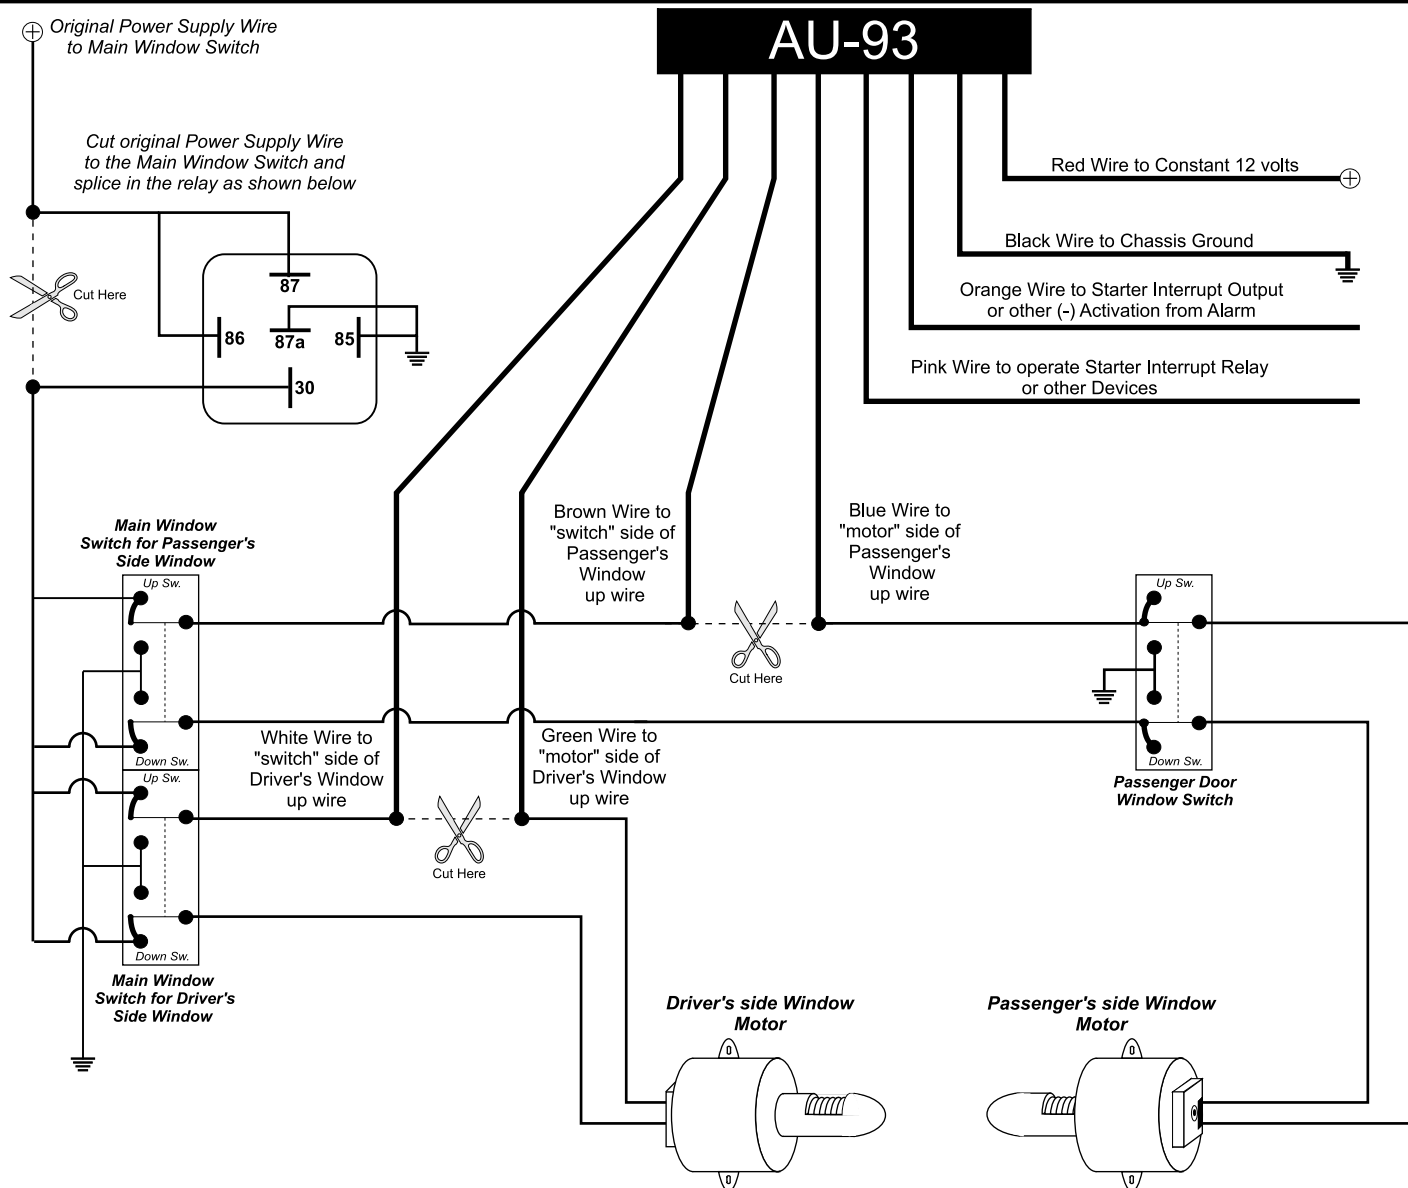 Original Power Supply Wire
to Main Window Switch
AU-93
Cut original Power Supply Wire
to the Main Window Switch and
splice in the relay as shown below
Red Wire to Constant 12 volts
Black Wire to Chassis Ground
Orange Wire to Starter Interrupt Output
or other (-) Activation from Alarm
Pink Wire to operate Starter Interrupt Relay
or other Devices
Cut Here
87
86
87a
85
30
Main Window
Switch for Passenger's
Side Window
Up Sw.
Down Sw.
Up Sw.
Down Sw.
Main Window
Switch for Driver's
Side Window
White Wire to
"switch" side of
Driver's Window
up wire
Cut Here
Green Wire to
"motor" side of
Driver's Window
up wire
Brown Wire to
"switch" side of
Passenger's
Window
up wire
Cut Here
Blue Wire to
"motor" side of
Passenger's
Window
up wire
Up Sw.
Down Sw.
Passenger Door
Window Switch
Driver's side Window
Motor
Passenger's side Window
Motor